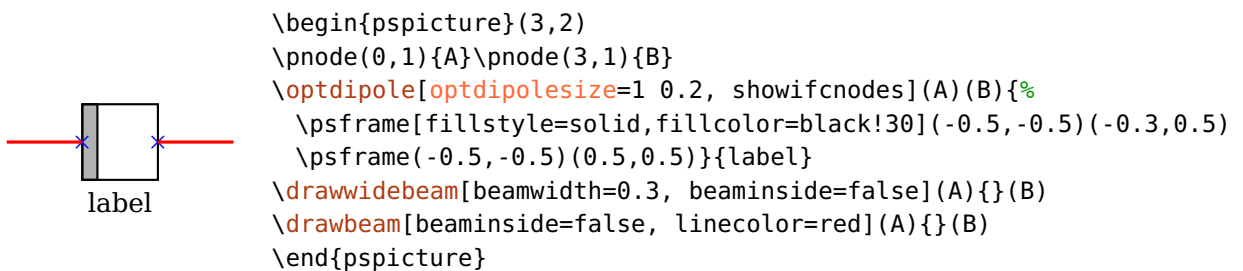 \begin{pspicture}(3,2)
\pnode(0,1){A}\pnode(3,1){B}
\optdipole[optdipolesize=1 0.2, showifcnodes](A)(B){%
\psframe[fillstyle=solid,fillcolor=black!30](-0.5,-0.5)(-0.3,0.5)
\psframe(-0.5,-0.5)(0.5,0.5)}{label}
\drawwidebeam[beamwidth=0.3, beaminside=false](A){}(B)
\drawbeam[beaminside=false, linecolor=red](A){}(B)
\end{pspicture}
label